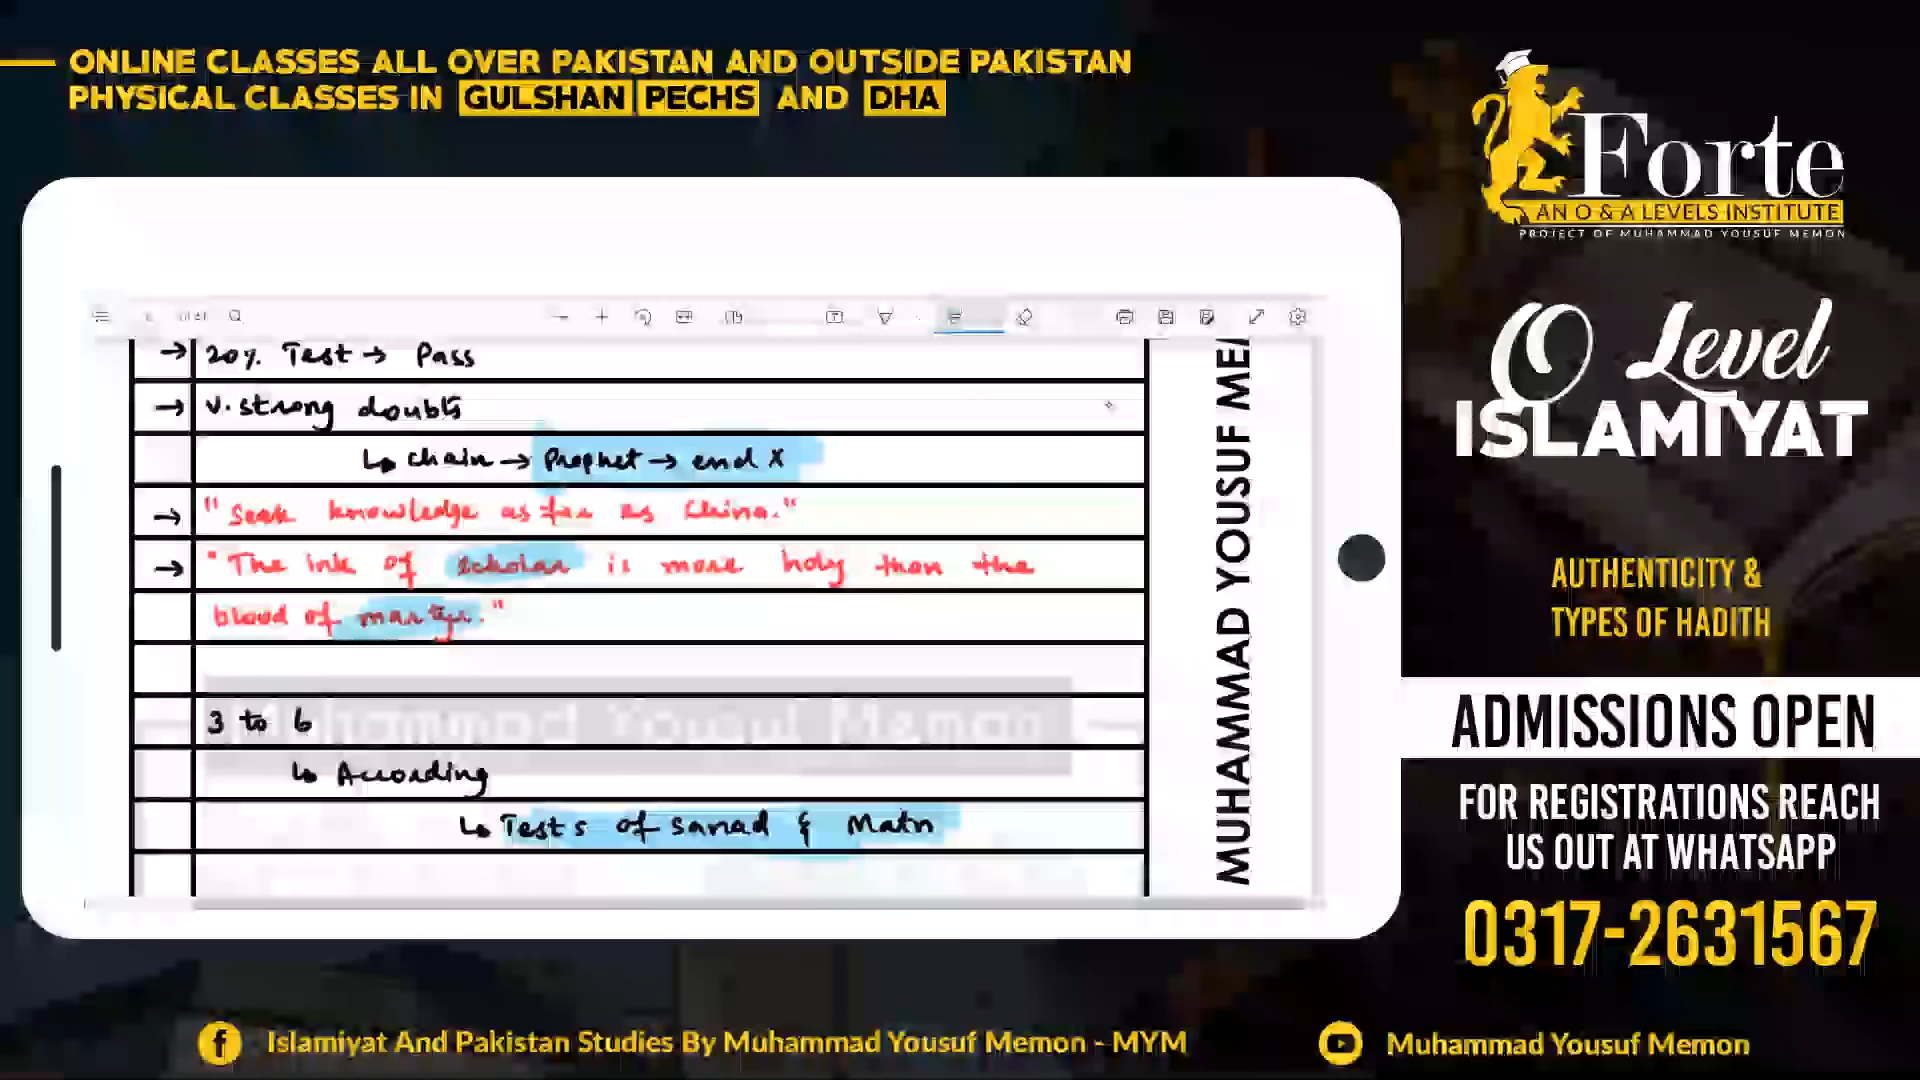 ONLINE CLASSES ALL OVER PAKISTAN AND OUTSIDE PAKISTAN
PHYSICAL CLASSES IN GULSHAN PECHS AND DHA
Forte
AN O & A LEVELS INSTITUTE
PROJECT OF MUHAMMAD YOUSUF MEMON
O Level
ISLAMIYAT
AUTHENTICITY &
TYPES OF HADITH
ADMISSIONS OPEN
FOR REGISTRATIONS REACH
US OUT AT WHATSAPP
0317-2631567
→ 20%. Test → Pass
→ v. strong doubts
↳ chain → Prophet → end X
→ "Seek knowledge as far as China."
→ "The ink of scholar is more holy than the
blood of martyr."
3 to 6
↳ According
↳ Tests of sanad & Matn
Muhammad Yousuf Memon
MUHAMMAD YOUSUF ME
Islamiyat And Pakistan Studies By Muhammad Yousuf Memon - MYM
Muhammad Yousuf Memon